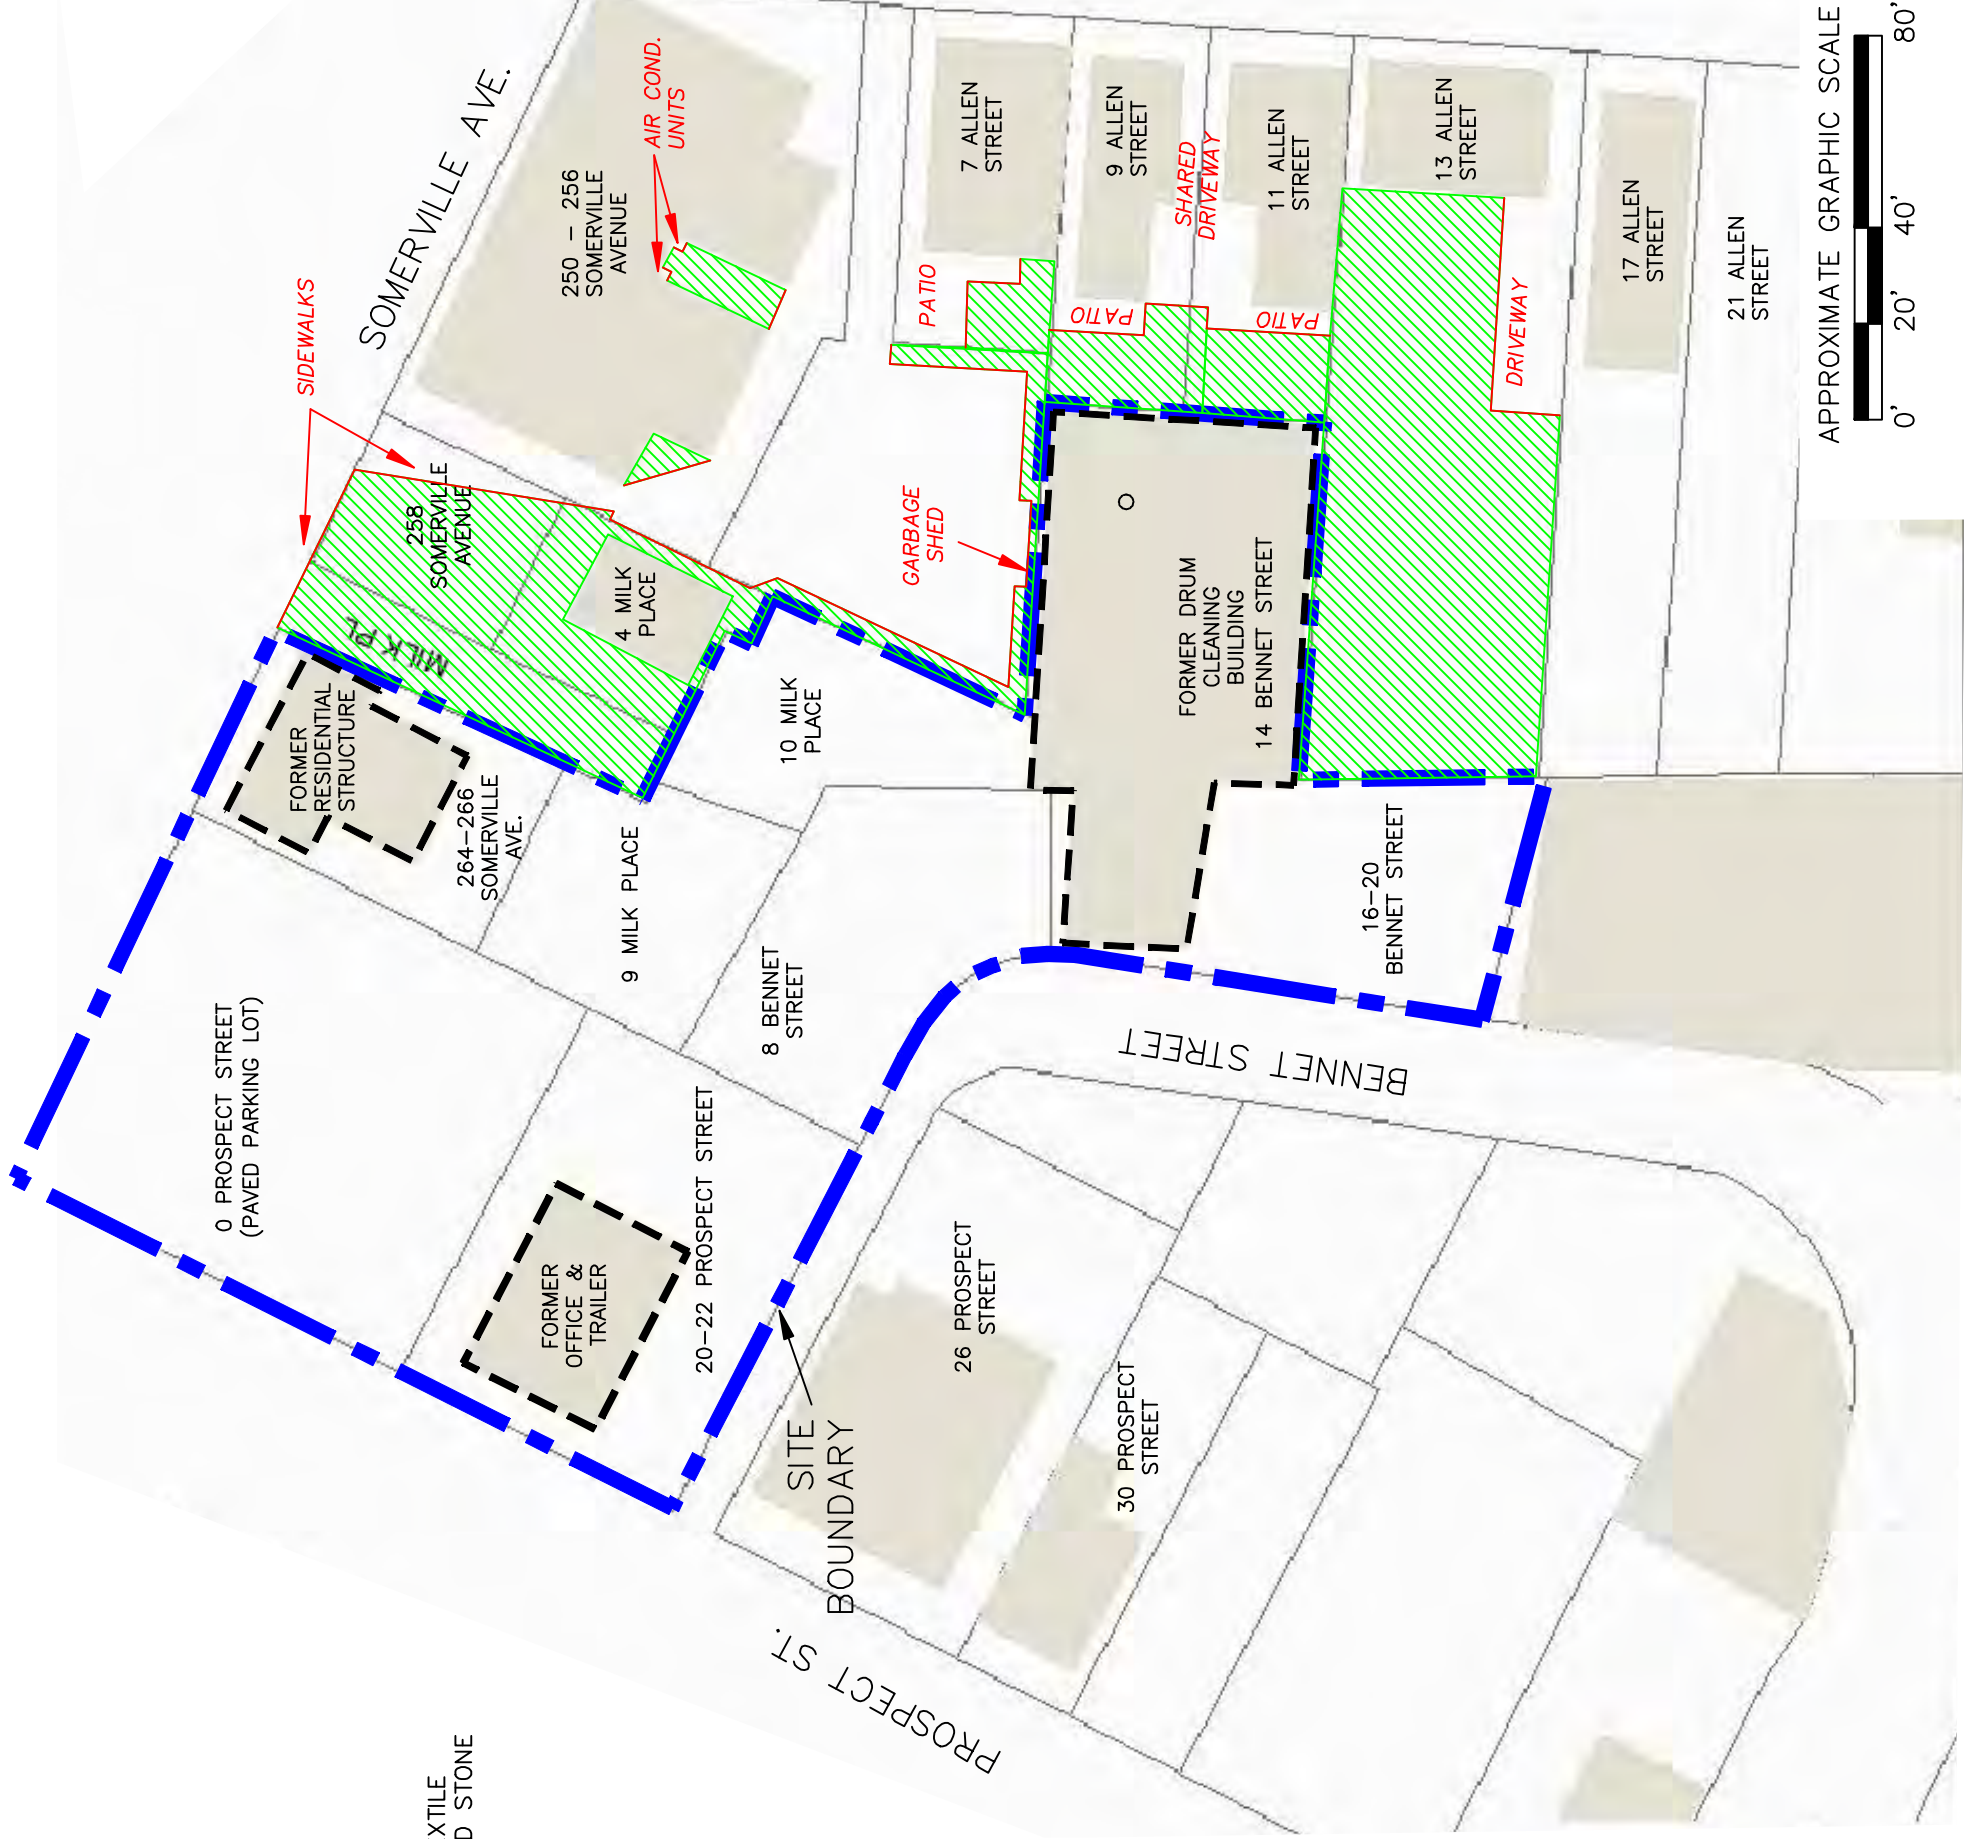 SOMERVILLE AVE.
AIR COND.
UNITS
250 - 256
SOMERVILLE
AVENUE
SIDEWALKS
258
SOMERVILLE
AVENUE
4 MILK
PLACE
MILK PL
FORMER
RESIDENTIAL
STRUCTURE
264-266
SOMERVILLE
AVE.
9 MILK PLACE
10 MILK
PLACE
8 BENNET
STREET
0 PROSPECT STREET
(PAVED PARKING LOT)
FORMER
OFFICE &
TRAILER
20-22 PROSPECT STREET
SITE
BOUNDARY
PROSPECT ST.
XTILE
D STONE
26 PROSPECT
STREET
30 PROSPECT
STREET
BENNET STREET
16-20
BENNET STREET
FORMER DRUM
CLEANING
BUILDING
14 BENNET STREET
GARBAGE
SHED
PATIO
PATIO
PATIO
SHARED
DRIVEWAY
DRIVEWAY
7 ALLEN
STREET
9 ALLEN
STREET
11 ALLEN
STREET
13 ALLEN
STREET
17 ALLEN
STREET
21 ALLEN
STREET
APPROXIMATE GRAPHIC SCALE
0' 20' 40' 80'